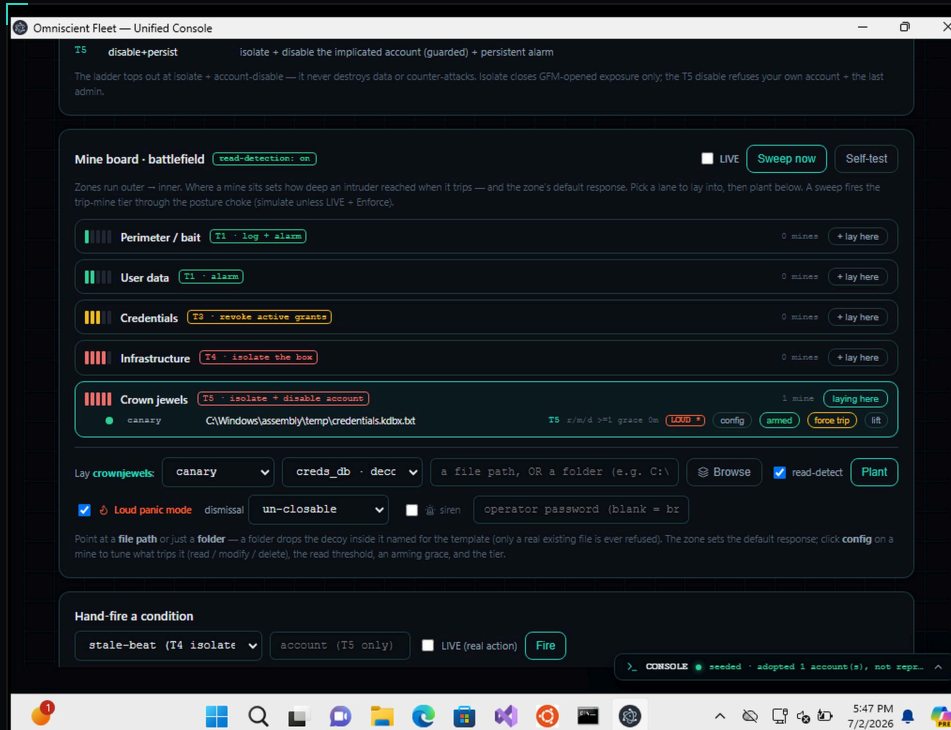 Omniscient Fleet — Unified Console
T5 disable+persist isolate + disable the implicated account (guarded) + persistent alarm
The ladder tops out at isolate + account-disable — it never destroys data or counter-attacks. Isolate closes GFM-opened exposure only; the T5 disable refuses your own account + the last
admin.
Mine board · battlefield read-detection: on LIVE Sweep now Self-test
Zones run outer → inner. Where a mine sits sets how deep an intruder reached when it trips — and the zone's default response. Pick a lane to lay into, then plant below. A sweep fires the
trip-mine tier through the posture choke (simulate unless LIVE + Enforce).
Perimeter / bait T1 · log + alarm 0 mines + lay here
User data T1 · alarm 0 mines + lay here
Credentials T3 · revoke active grants 0 mines + lay here
Infrastructure T4 · isolate the box 0 mines + lay here
Crown jewels T5 · isolate + disable account 1 mine laying here
canary C:\Windows\assembly\temp\credentials.kdbx.txt T5 r/m/d >=1 grace 0m LOUD * config armed force trip lift
Lay crownjewels: canary creds_db · decc a file path, OR a folder (e.g. C:\ Browse read-detect Plant
Loud panic mode dismissal un-closable siren operator password (blank = br
Point at a file path or just a folder — a folder drops the decoy inside it named for the template (only a real existing file is ever refused). The zone sets the default response; click config on a
mine to tune what trips it (read / modify / delete), the read threshold, an arming grace, and the tier.
Hand-fire a condition
stale-beat (T4 isolate account (T5 only) LIVE (real action) Fire
>_ CONSOLE seeded · adopted 1 account(s), not repr…
1
5:47 PM
7/2/2026
PRE